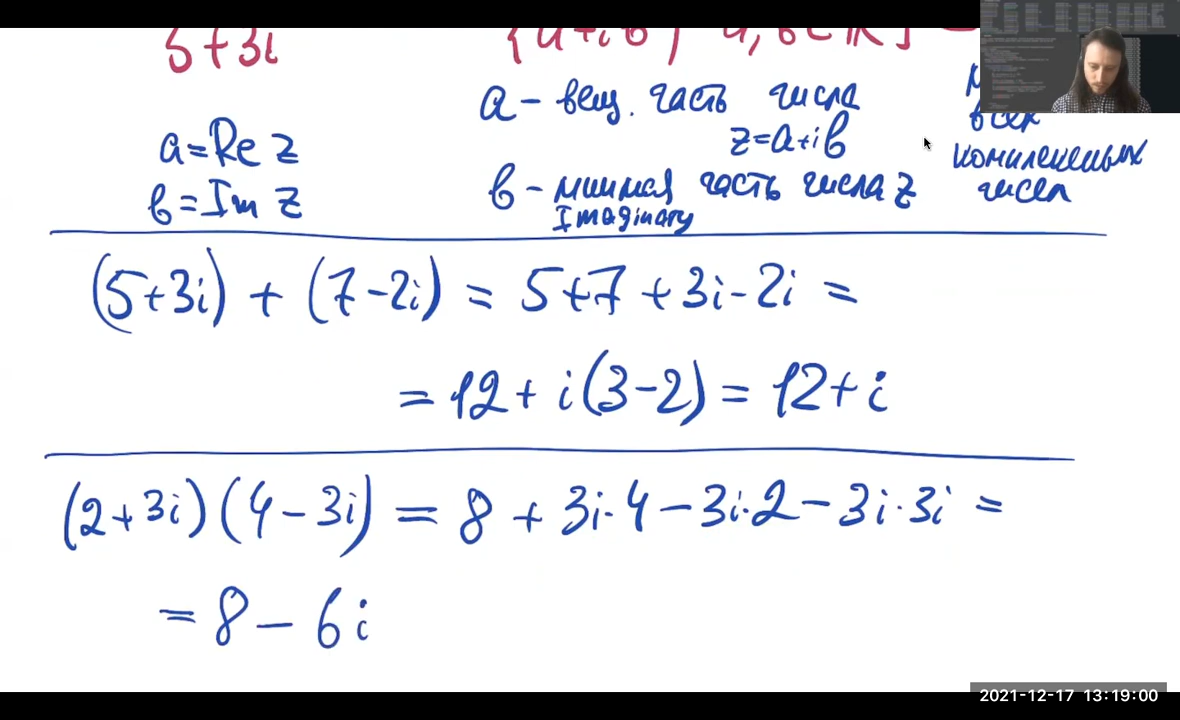 5+3i
{a+ib | a,b∈ℝ} –
a – вещ. часть числа
z=a+ib
a=Re z
b – мнимая часть числа z
Imaginary
b=Im z
всех
комплексных
чисел
(5+3i) + (7-2i) = 5+7 +3i-2i =
= 12 + i(3-2) = 12+i
(2+3i)(4-3i) = 8 + 3i·4 - 3i·2 - 3i·3i =
= 8 - 6i
2021-12-17 13:19:00